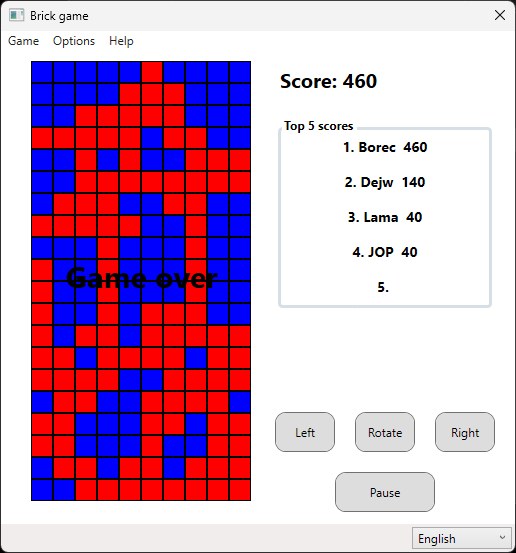 Brick game
Game Options Help
Score: 460
Top 5 scores
1. Borec 460
2. Dejw 140
3. Lama 40
4. JOP 40
5.
Game over
Left Rotate Right
Pause
English